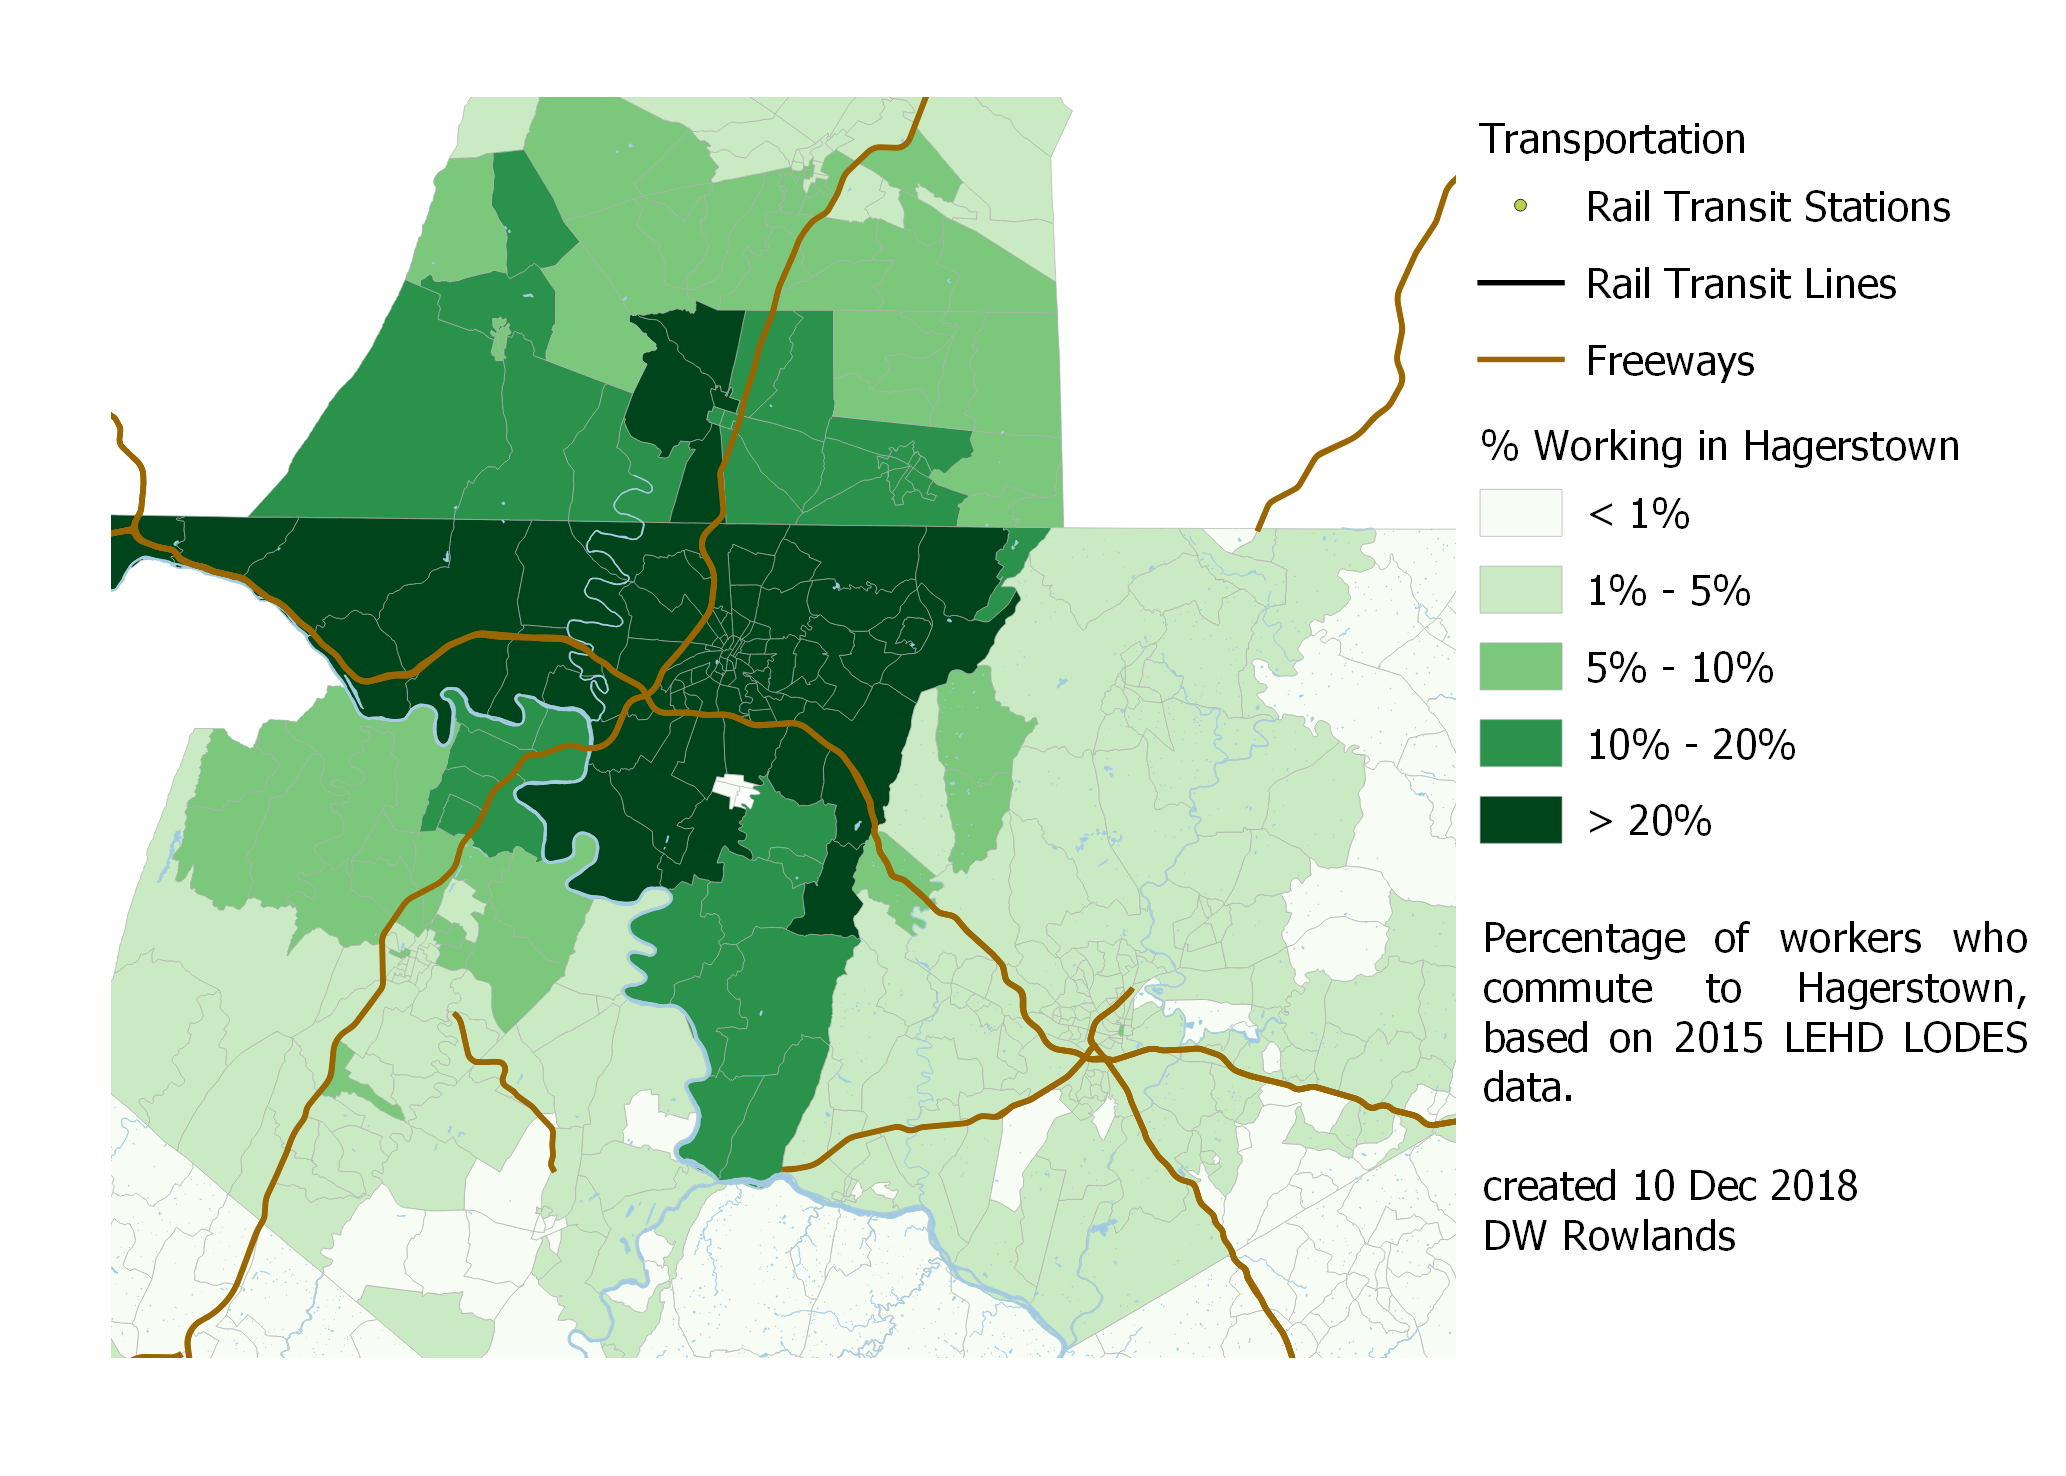 Transportation
Rail Transit Stations
Rail Transit Lines
Freeways
% Working in Hagerstown
< 1%
1% - 5%
5% - 10%
10% - 20%
> 20%
Percentage of workers who
commute to Hagerstown,
based on 2015 LEHD LODES
data.
created 10 Dec 2018
DW Rowlands